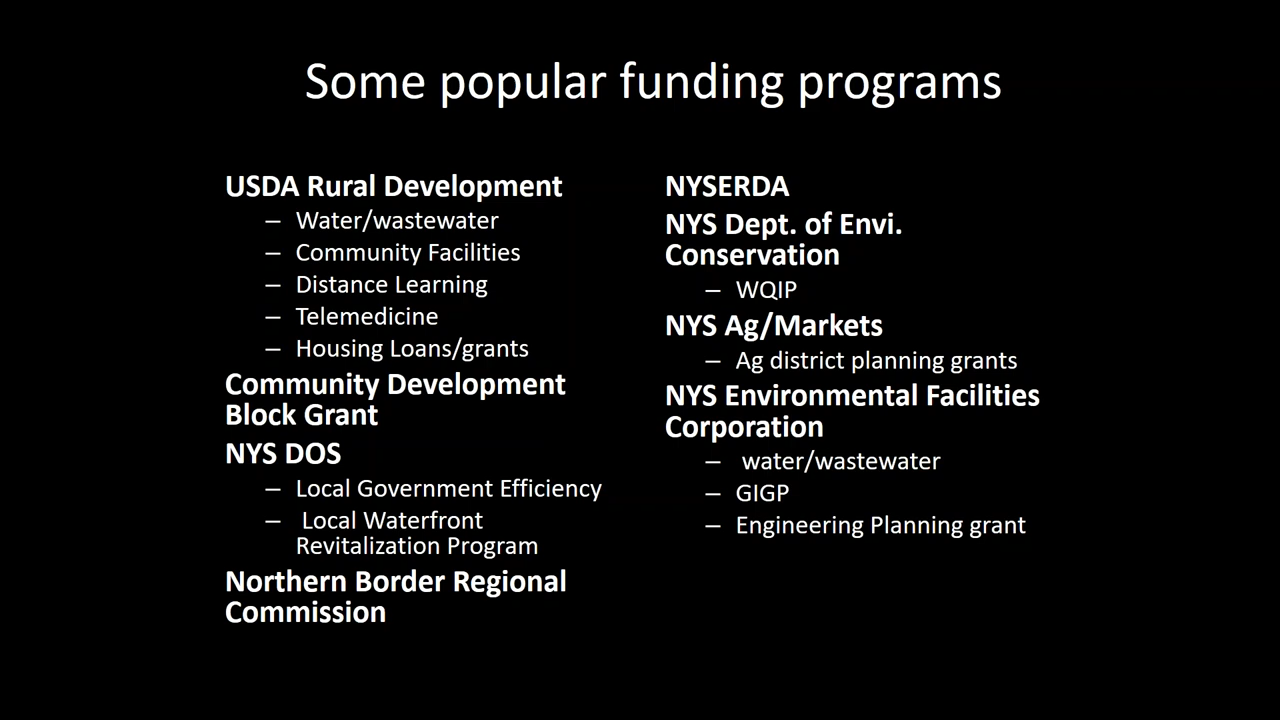 Some popular funding programs
USDA Rural Development
– Water/wastewater
– Community Facilities
– Distance Learning
– Telemedicine
– Housing Loans/grants
Community Development
Block Grant
NYS DOS
– Local Government Efficiency
– Local Waterfront
Revitalization Program
Northern Border Regional
Commission
NYSERDA
NYS Dept. of Envi.
Conservation
– WQIP
NYS Ag/Markets
– Ag district planning grants
NYS Environmental Facilities
Corporation
– water/wastewater
– GIGP
– Engineering Planning grant